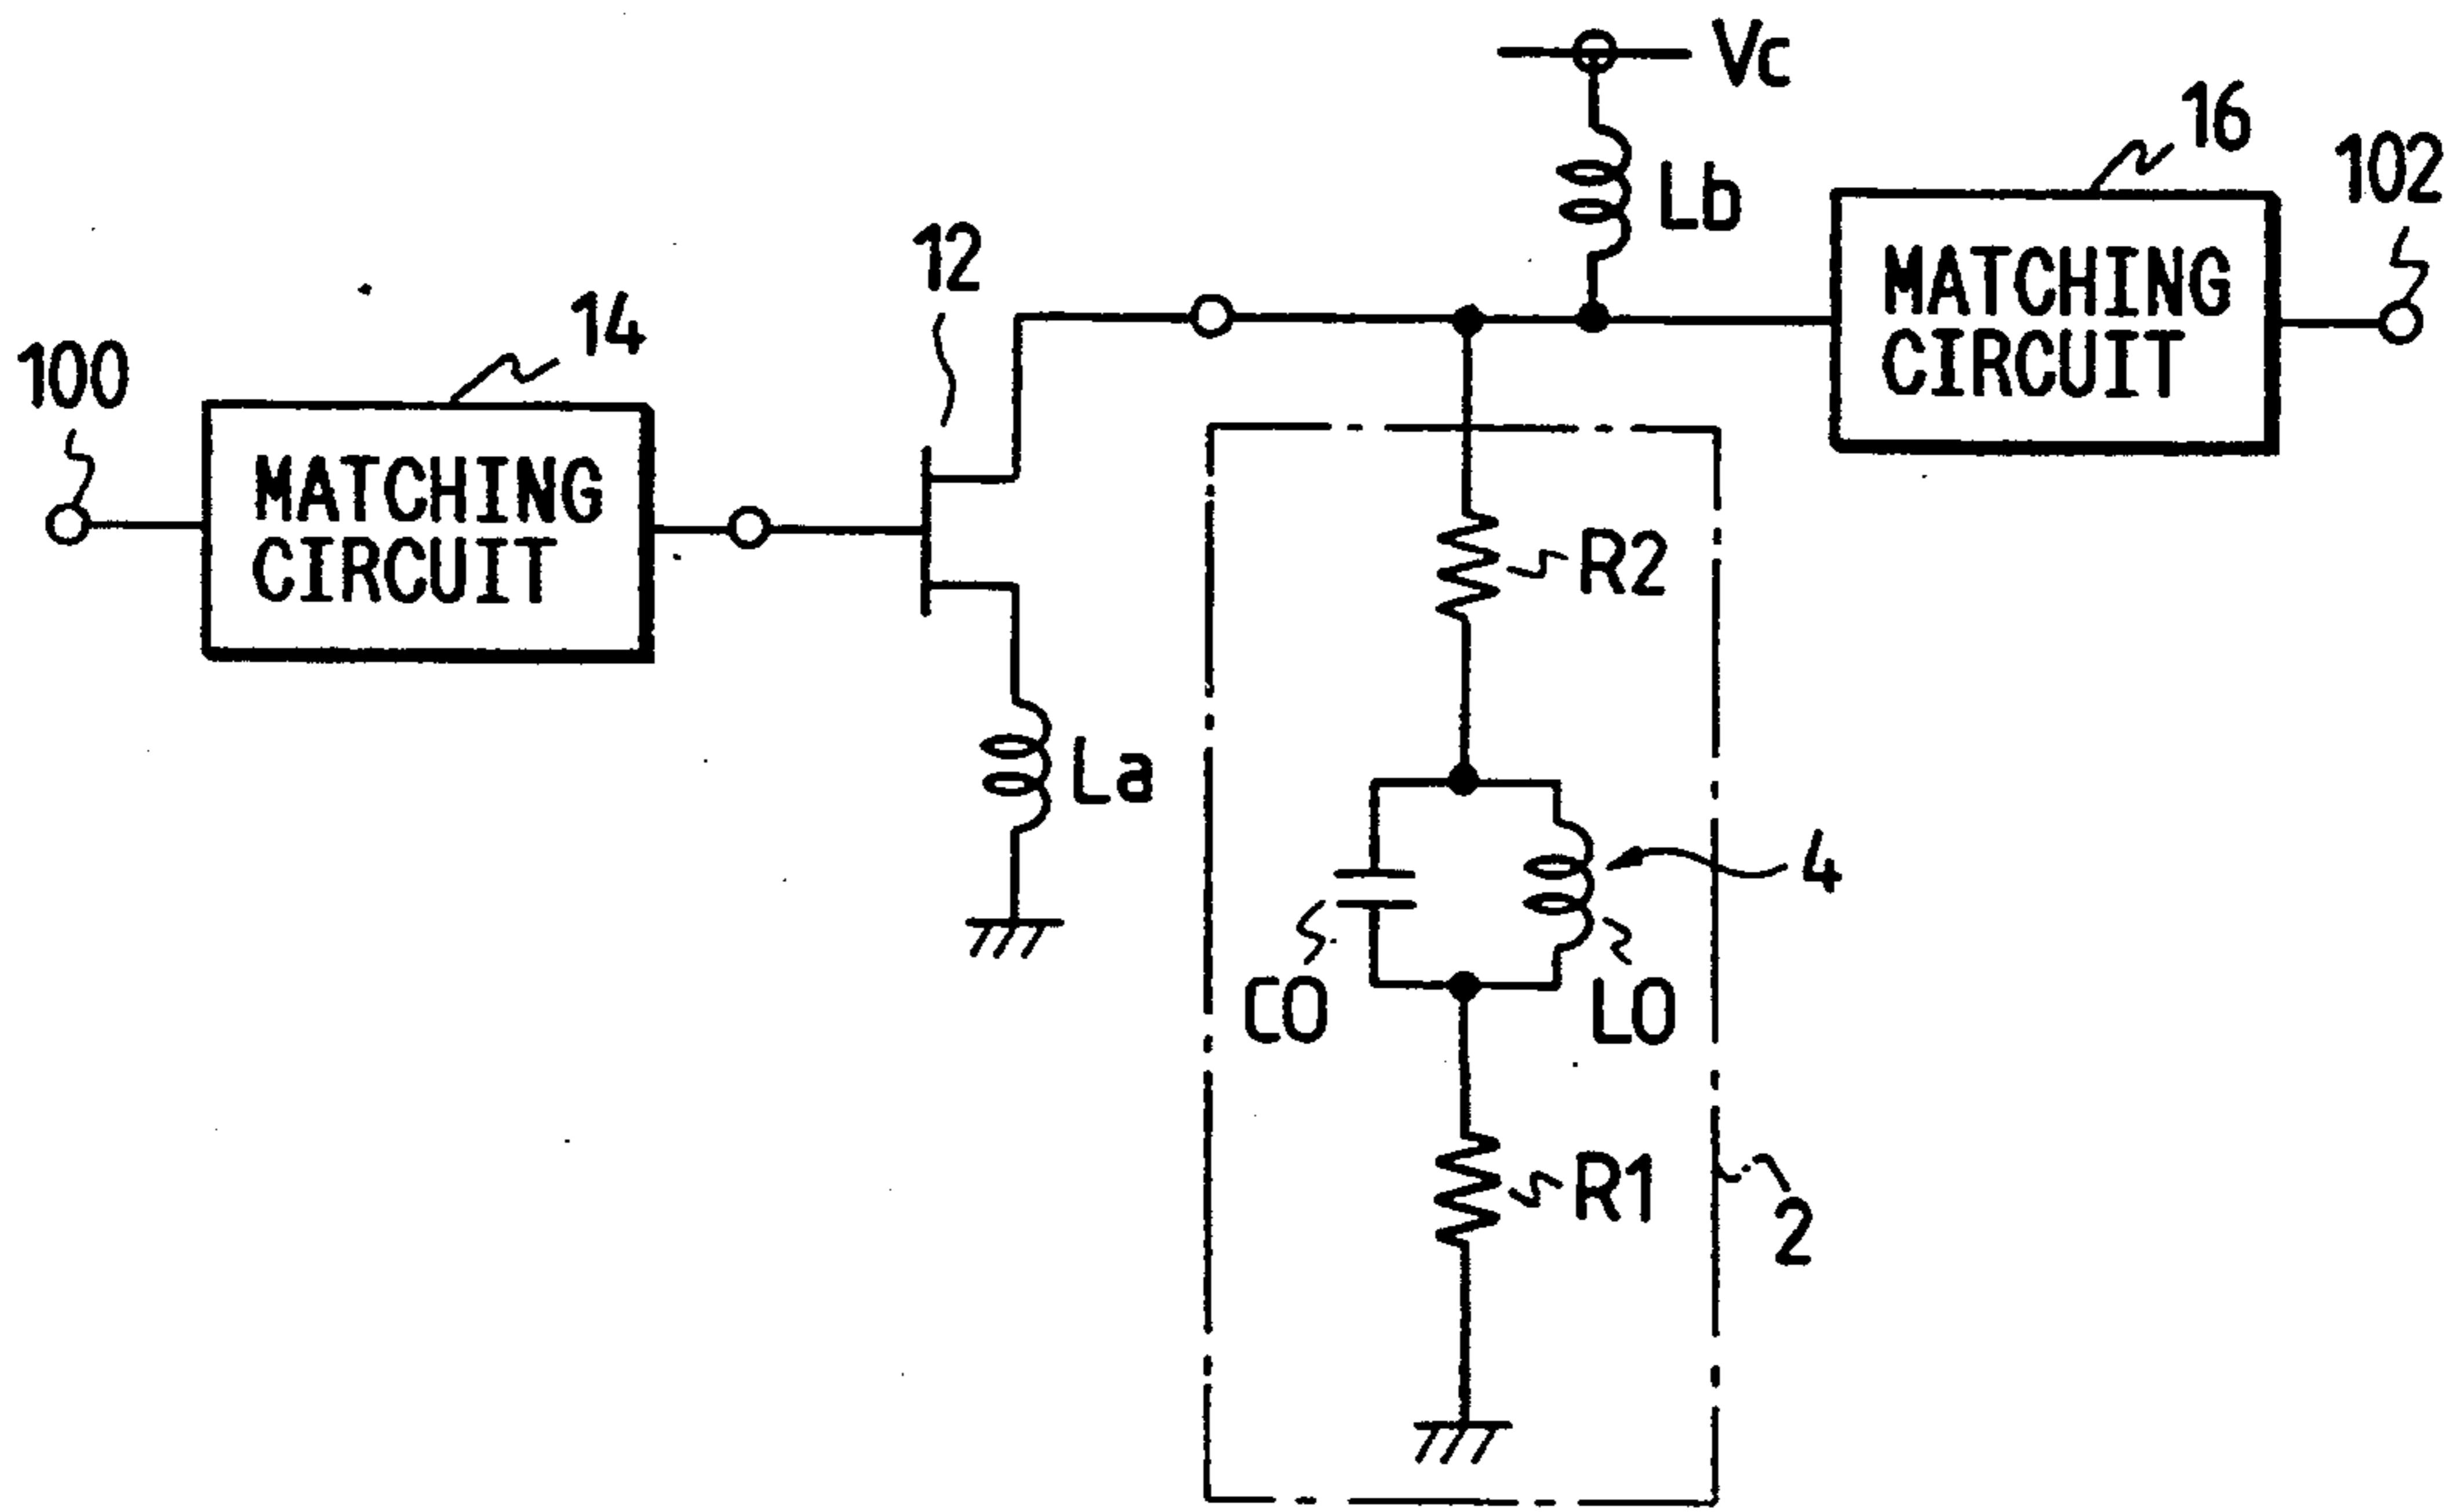 Vc
16
102
Lb
MATCHING
CIRCUIT
12
14
100
MATCHING
CIRCUIT
R2
La
4
C0
L0
R1
2